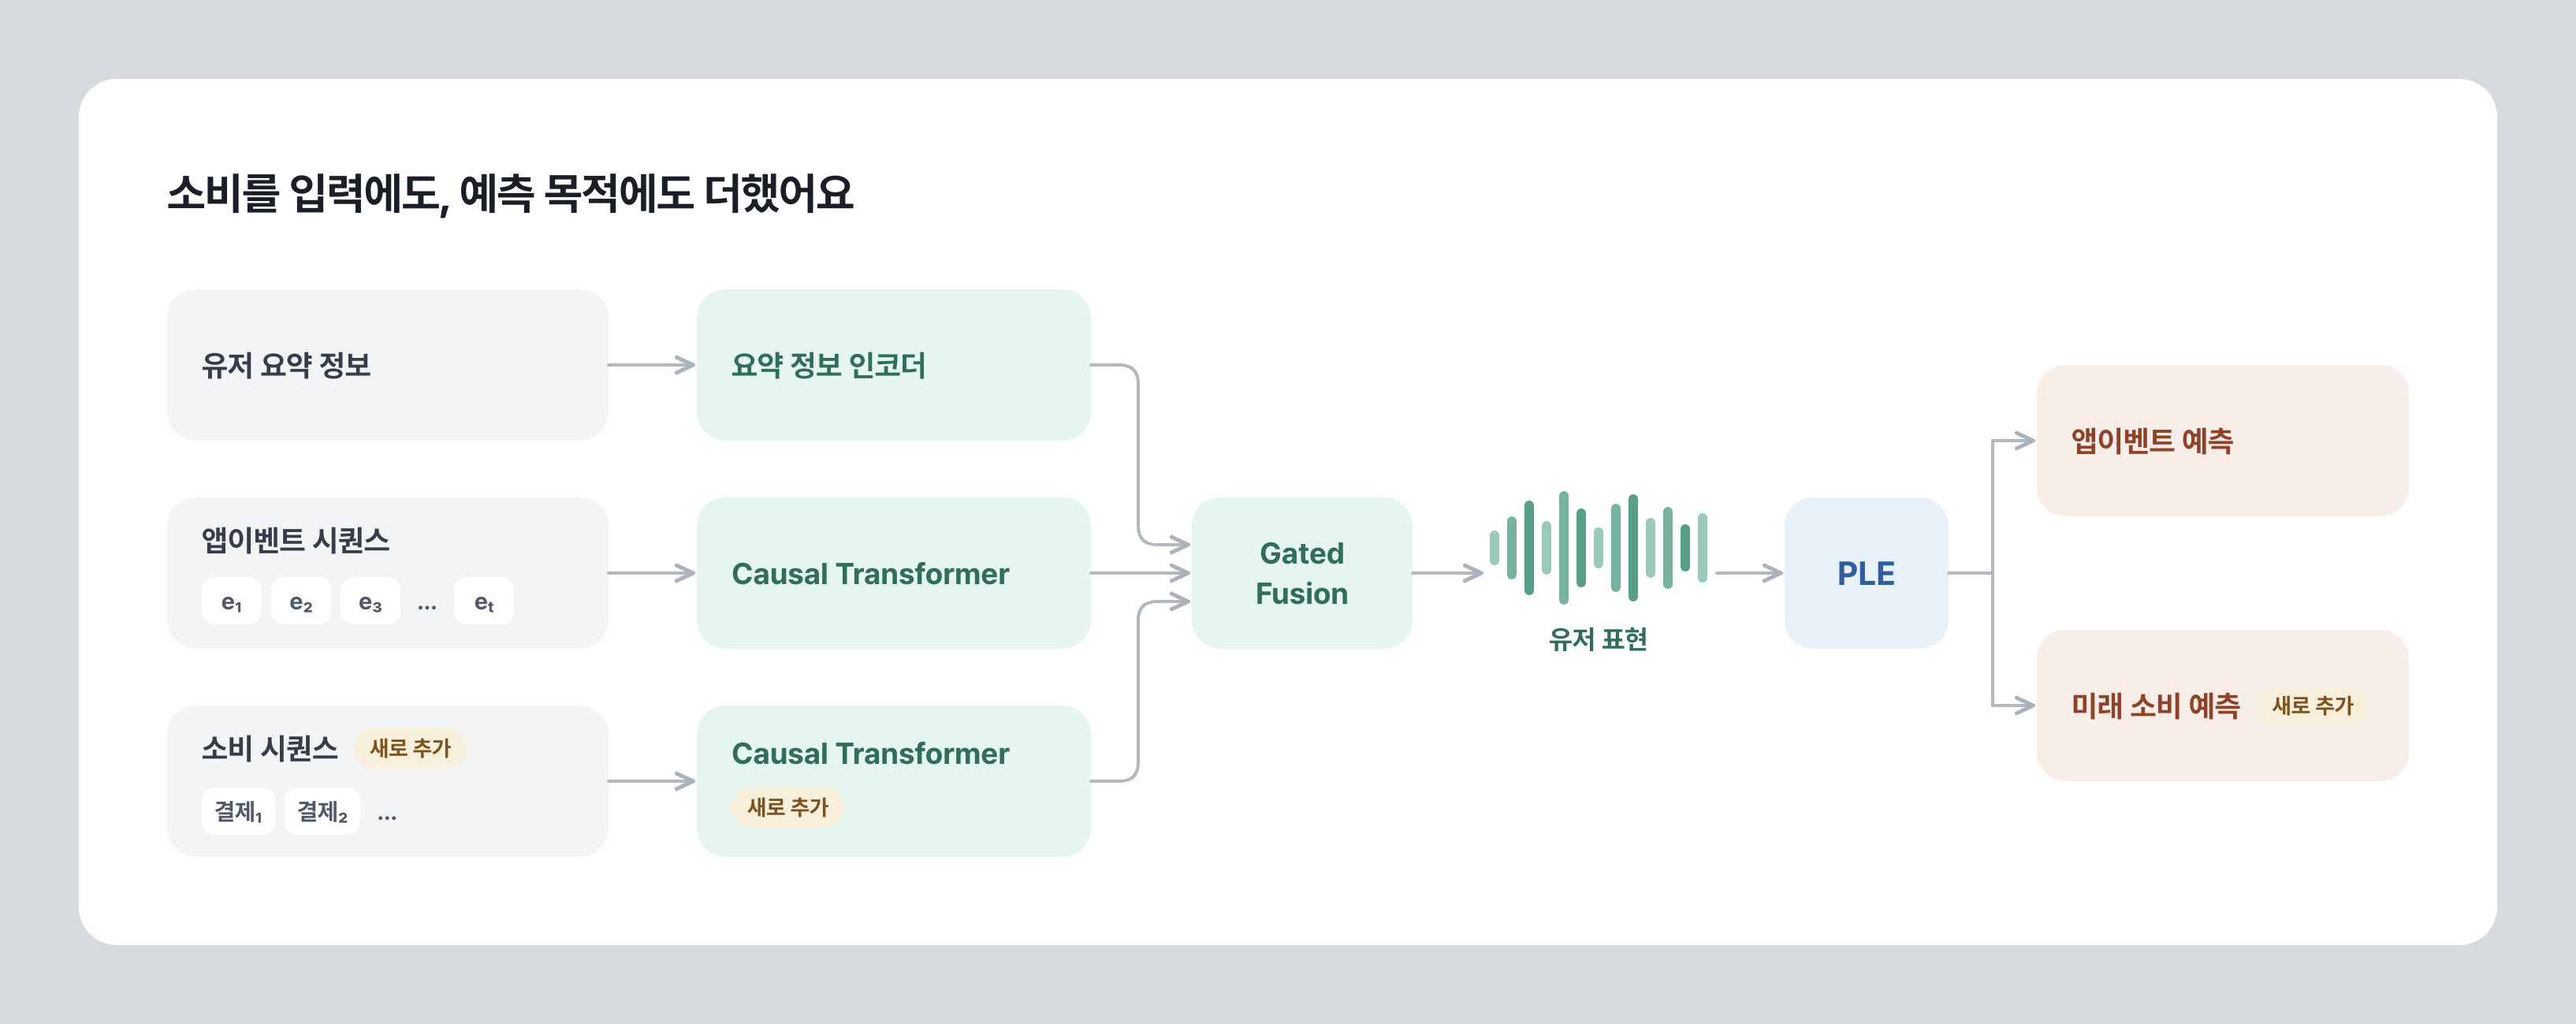 소비를 입력에도, 예측 목적에도 더했어요
유저 요약 정보
요약 정보 인코더
앱이벤트 시퀀스
e₁ e₂ e₃ ... eₜ
Causal Transformer
소비 시퀀스 새로 추가
결제₁ 결제₂ ...
Causal Transformer
새로 추가
Gated
Fusion
유저 표현
PLE
앱이벤트 예측
미래 소비 예측 새로 추가